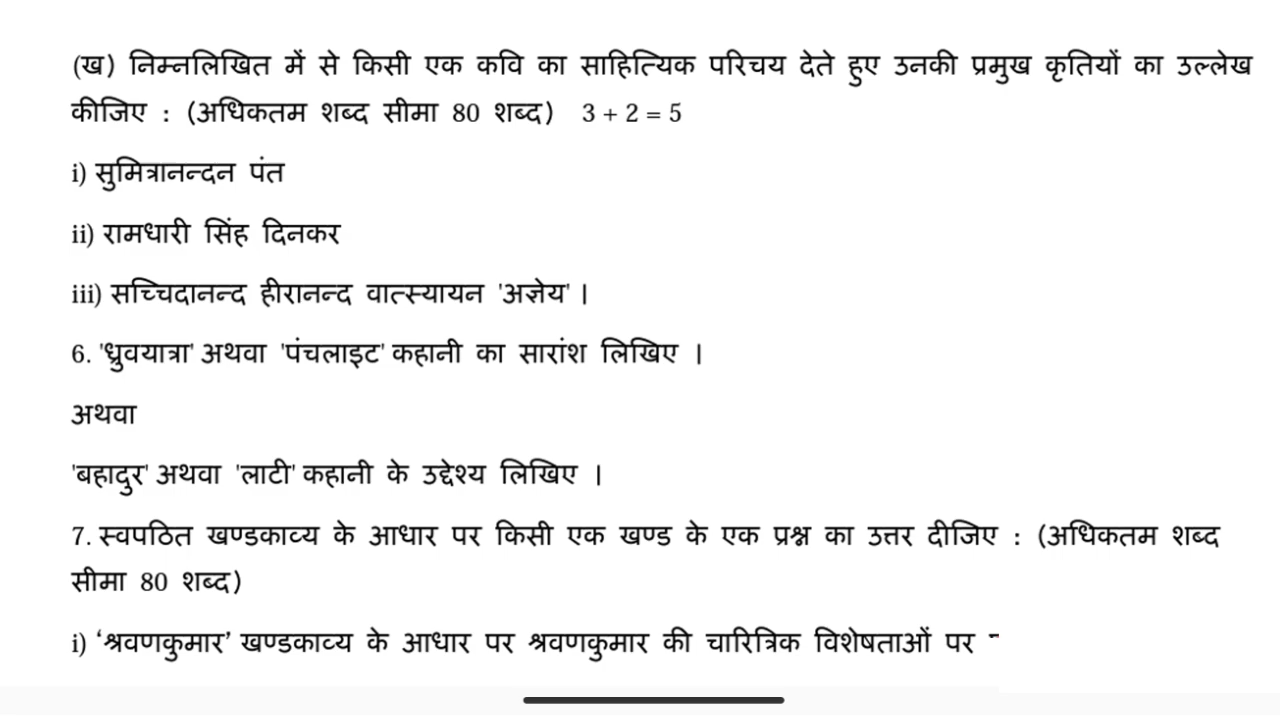 (ख) निम्नलिखित में से किसी एक कवि का साहित्यिक परिचय देते हुए उनकी प्रमुख कृतियों का उल्लेख
कीजिए : (अधिकतम शब्द सीमा 80 शब्द) 3 + 2 = 5
i) सुमित्रानन्दन पंत
ii) रामधारी सिंह दिनकर
iii) सच्चिदानन्द हीरानन्द वात्स्यायन 'अज्ञेय' |
6. 'ध्रुवयात्रा' अथवा 'पंचलाइट' कहानी का सारांश लिखिए |
अथवा
'बहादुर' अथवा 'लाटी' कहानी के उद्देश्य लिखिए |
7. स्वपठित खण्डकाव्य के आधार पर किसी एक खण्ड के एक प्रश्न का उत्तर दीजिए : (अधिकतम शब्द
सीमा 80 शब्द)
i) ‘श्रवणकुमार’ खण्डकाव्य के आधार पर श्रवणकुमार की चारित्रिक विशेषताओं पर